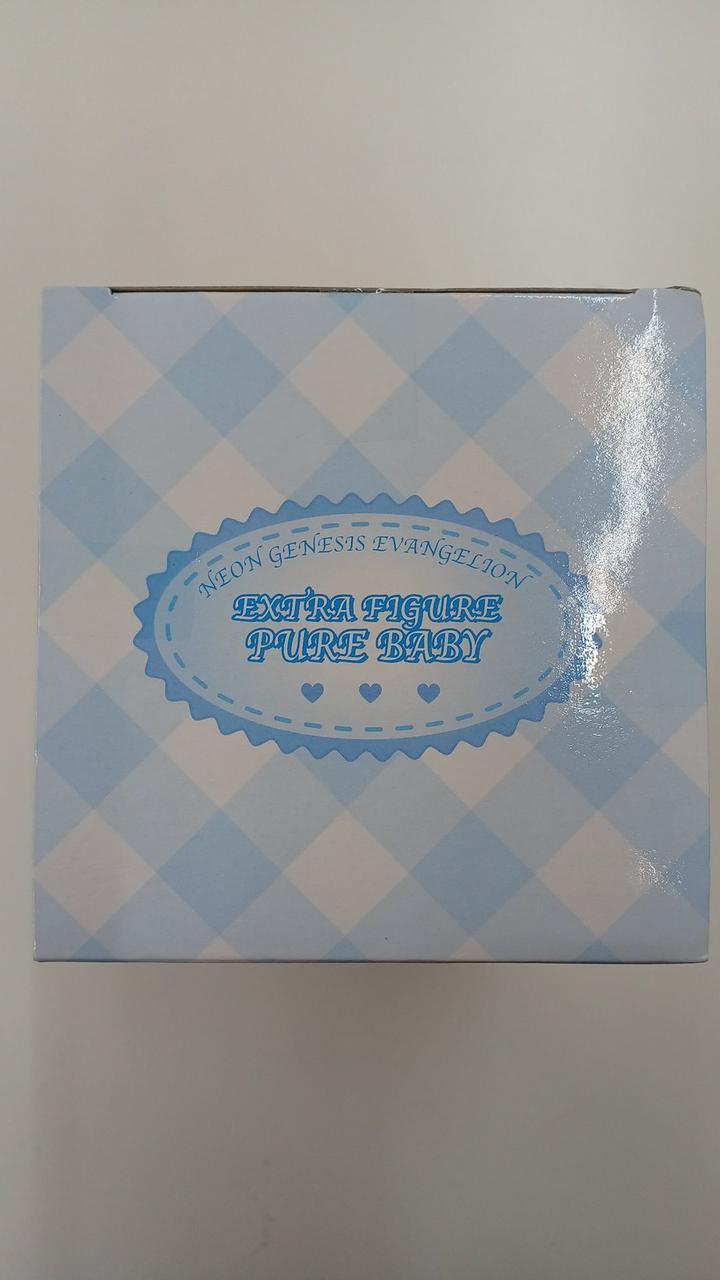 NEON GENESIS EVANGELION
EXTRA FIGURE
PURE BABY